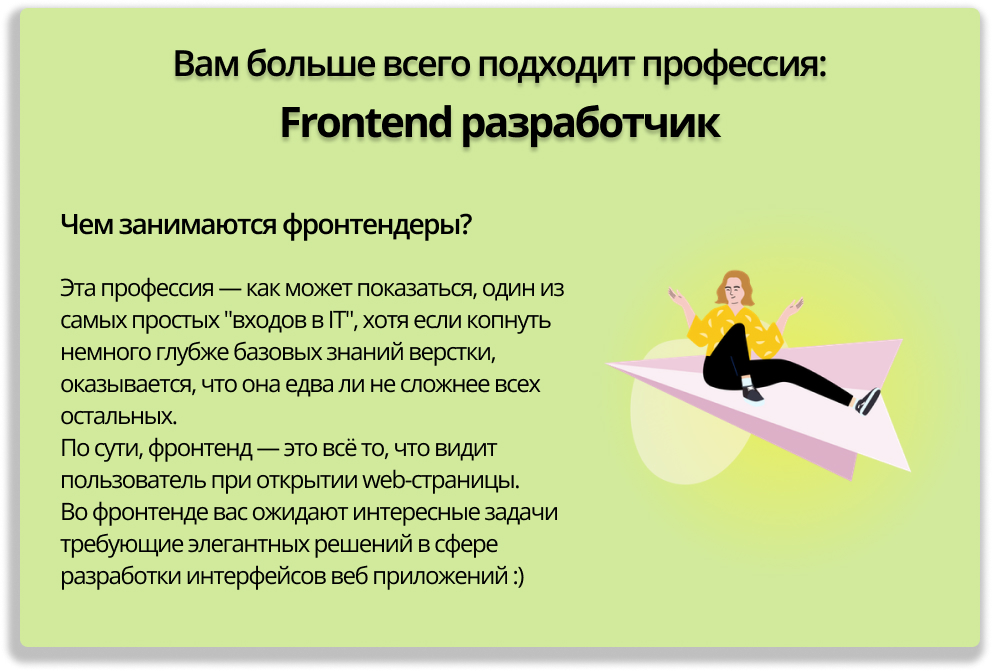 Вам больше всего подходит профессия:
Frontend разработчик
Чем занимаются фронтендеры?
Эта профессия — как может показаться, один из
самых простых "входов в IT", хотя если копнуть
немного глубже базовых знаний верстки,
оказывается, что она едва ли не сложнее всех
остальных.
По сути, фронтенд — это всё то, что видит
пользователь при открытии web-страницы.
Во фронтенде вас ожидают интересные задачи
требующие элегантных решений в сфере
разработки интерфейсов веб приложений :)